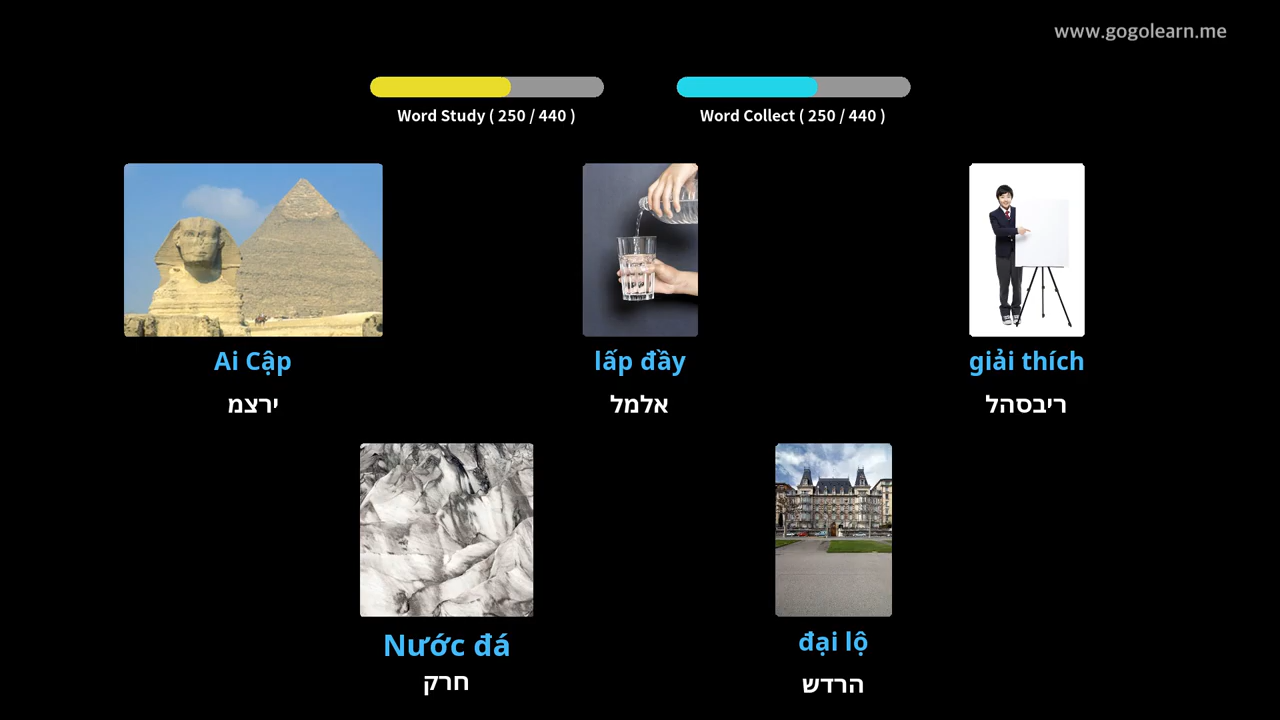 www.gogolearn.me
Word Study ( 250 / 440 )
Word Collect ( 250 / 440 )
Ai Cập
ירצמ
lấp đầy
אלמל
giải thích
ריבסהל
Nước đá
חרק
đại lộ
הרדש